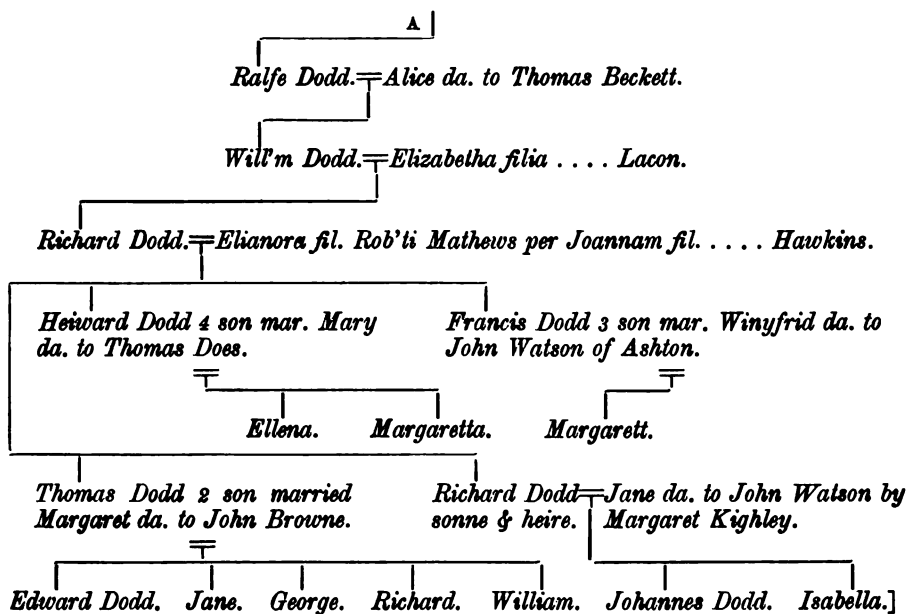 A
Ralfe Dodd. Alice da. to Thomas Beckett.
Will'm Dodd. Elizabetha filia . . . . Lacon.
Richard Dodd. Elianora fil. Rob'ti Mathews per Joannam fil. . . . . Hawkins.
Heiward Dodd 4 son mar. Mary
da. to Thomas Does.
Francis Dodd 3 son mar. Winyfrid da. to
John Watson of Ashton.
Ellena. Margaretta. Margarett.
Thomas Dodd 2 son married
Margaret da. to John Browne.
Richard Dodd
sonne & heire.
Jane da. to John Watson by
Margaret Kighley.
Edward Dodd. Jane. George. Richard. William. Johannes Dodd. Isabella.]